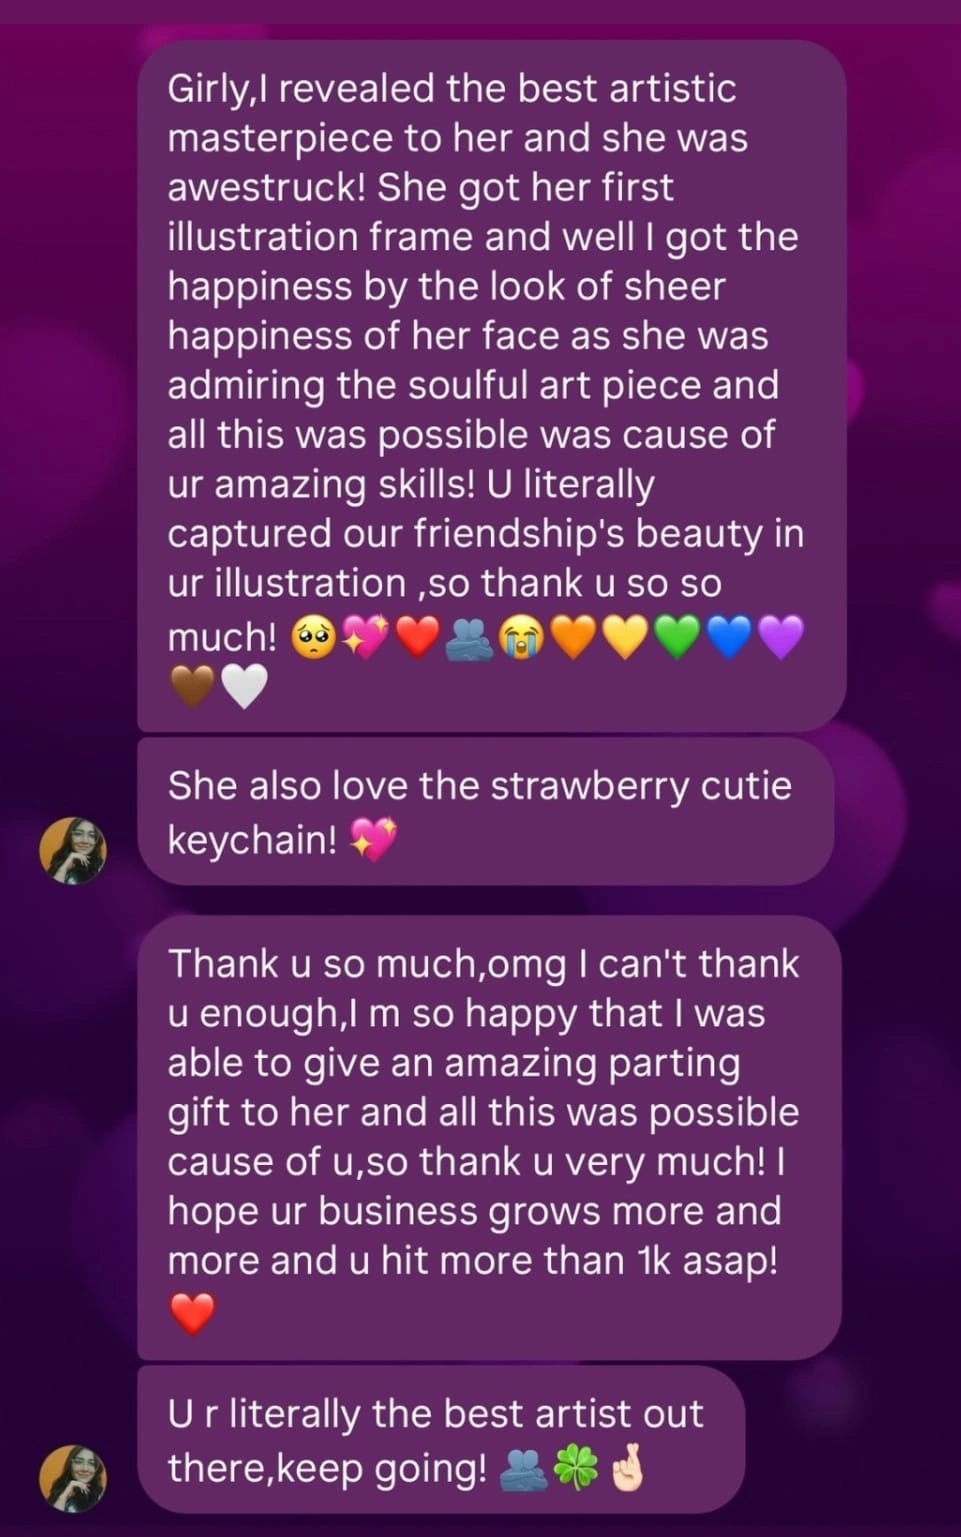 Girly,I revealed the best artistic
masterpiece to her and she was
awestruck! She got her first
illustration frame and well I got the
happiness by the look of sheer
happiness of her face as she was
admiring the soulful art piece and
all this was possible was cause of
ur amazing skills! U literally
captured our friendship's beauty in
ur illustration ,so thank u so so
much! 🥺💖❤️🫂😭🧡💛💚💙💜
🤎🤍
She also love the strawberry cutie
keychain! 💖
Thank u so much,omg I can't thank
u enough,I m so happy that I was
able to give an amazing parting
gift to her and all this was possible
cause of u,so thank u very much! I
hope ur business grows more and
more and u hit more than 1k asap!
❤️
U r literally the best artist out
there,keep going! 🫂🍀🤞🏻